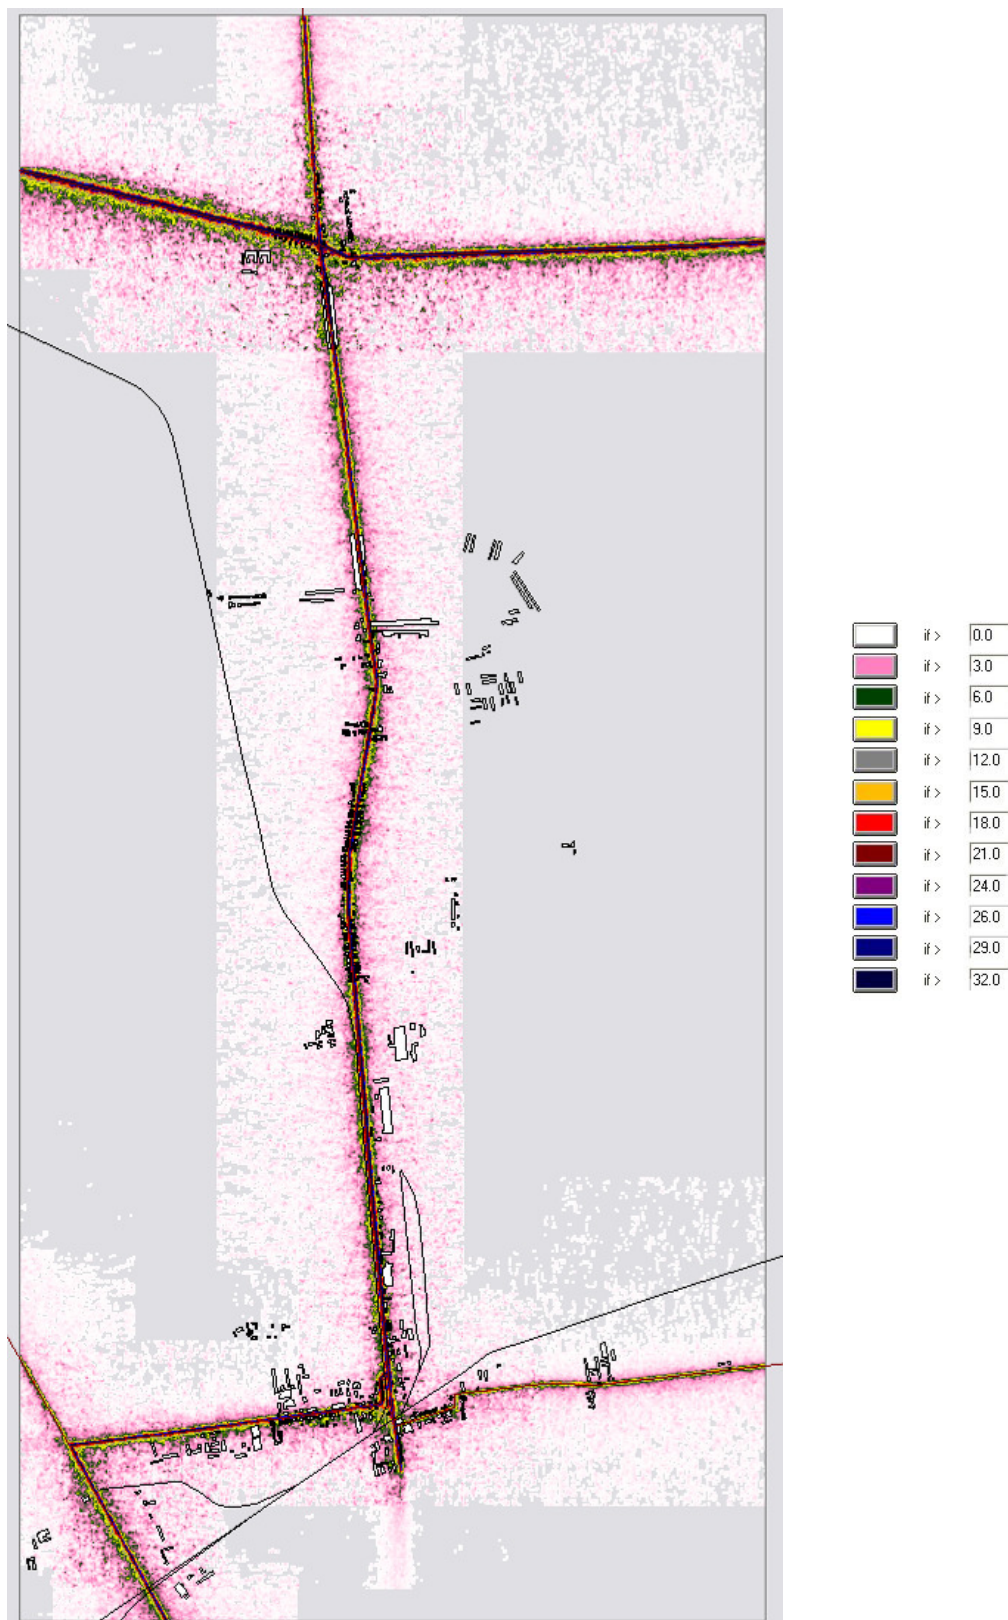 if > 0.0
if > 3.0
if > 6.0
if > 9.0
if > 12.0
if > 15.0
if > 18.0
if > 21.0
if > 24.0
if > 26.0
if > 29.0
if > 32.0